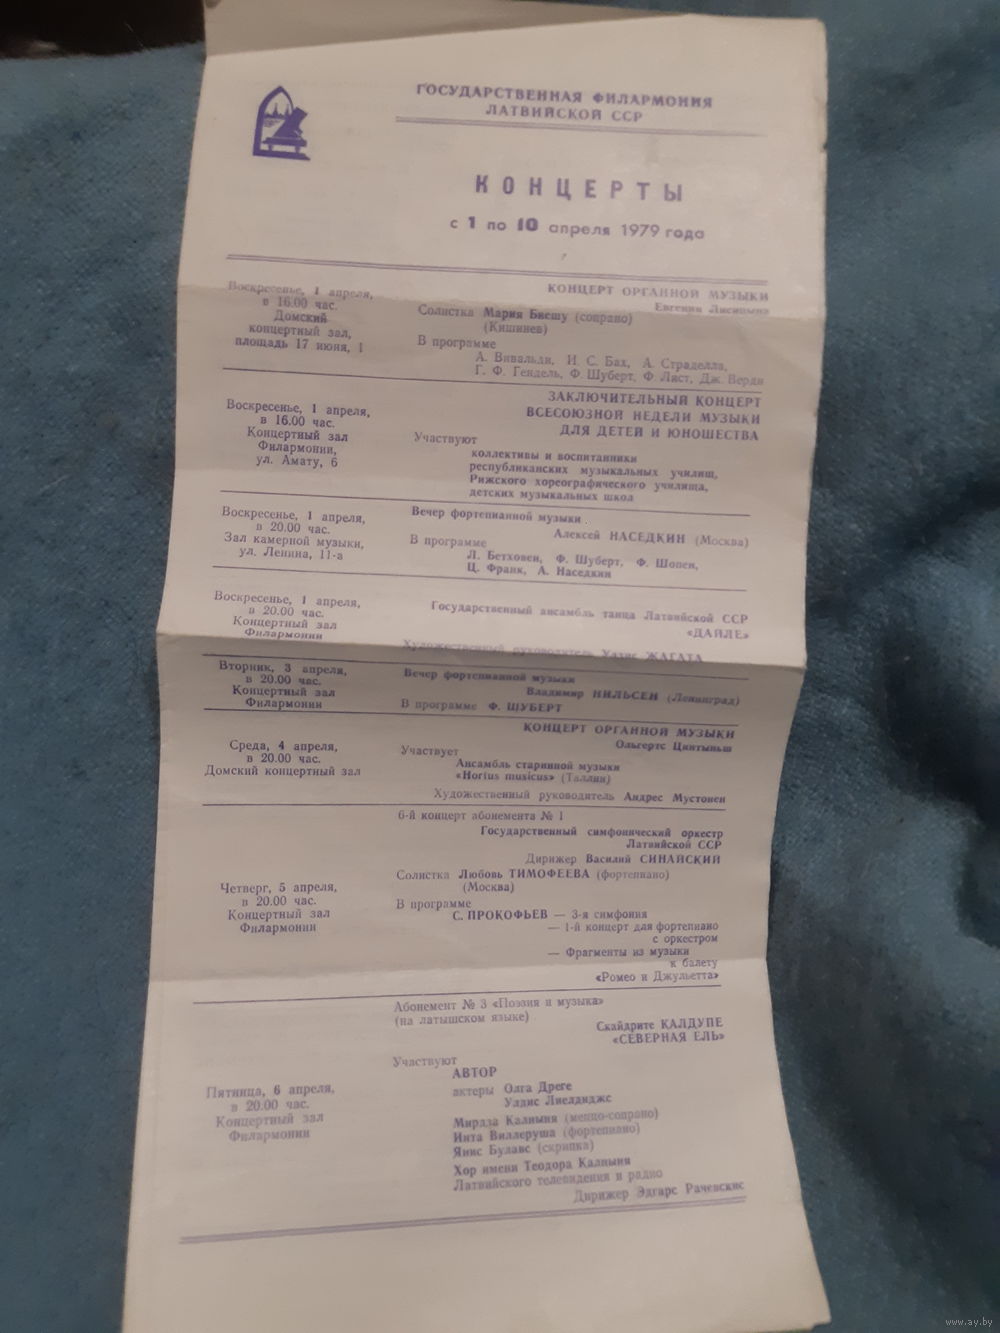 ГОСУДАРСТВЕННАЯ ФИЛАРМОНИЯ
ЛАТВИЙСКОЙ ССР
КОНЦЕРТЫ
с 1 по 10 апреля 1979 года
Воскресенье, 1 апреля,
в 16.00 час.
Домский
концертный зал,
площадь 17 июня, 1
КОНЦЕРТ ОРГАННОЙ МУЗЫКИ
Евгения Лисицына
Солистка Мария Биешу (сопрано)
(Кишинев)
В программе
А. Вивальди, И. С. Бах, А. Страделла,
Г. Ф. Гендель, Ф. Шуберт, Ф. Лист, Дж. Верди
Воскресенье, 1 апреля,
в 16.00 час.
Концертный зал
Филармонии,
ул. Амату, 6
ЗАКЛЮЧИТЕЛЬНЫЙ КОНЦЕРТ
ВСЕСОЮЗНОЙ НЕДЕЛИ МУЗЫКИ
ДЛЯ ДЕТЕЙ И ЮНОШЕСТВА
Участвуют
коллективы и воспитанники
республиканских музыкальных училищ,
Рижского хореографического училища,
детских музыкальных школ
Воскресенье, 1 апреля,
в 20.00 час.
Зал камерной музыки,
ул. Ленина, 11-а
Вечер фортепианной музыки
Алексей НАСЕДКИН (Москва)
В программе
Л. Бетховен, Ф. Шуберт, Ф. Шопен,
Ц. Франк, А. Наседкин
Воскресенье, 1 апреля,
в 20.00 час.
Концертный зал
Филармонии
Государственный ансамбль танца Латвийской ССР
«ДАЙЛЕ»
Художественный руководитель Улдис ЖАГАТА
Вторник, 3 апреля,
в 20.00 час.
Концертный зал
Филармонии
Вечер фортепианной музыки
Владимир НИЛЬСЕН (Ленинград)
В программе Ф. ШУБЕРТ
Среда, 4 апреля,
в 20.00 час.
Домский концертный зал
КОНЦЕРТ ОРГАННОЙ МУЗЫКИ
Ольгертс Цинтыньш
Участвует
Ансамбль старинной музыки
«Hortus musicus» (Таллин)
Художественный руководитель Андрес Мустонен
Четверг, 5 апреля,
в 20.00 час.
Концертный зал
Филармонии
6-й концерт абонемента № 1
Государственный симфонический оркестр
Латвийской ССР
Дирижер Василий СИНАЙСКИЙ
Солистка Любовь ТИМОФЕЕВА (фортепиано)
(Москва)
В программе
С. ПРОКОФЬЕВ — 3-я симфония
— 1-й концерт для фортепиано
с оркестром
— Фрагменты из музыки
к балету
«Ромео и Джульетта»
Пятница, 6 апреля,
в 20.00 час.
Концертный зал
Филармонии
Абонемент № 3 «Поэзия и музыка»
(на латышском языке)
Скайдрите КАЛДУПЕ
«СЕВЕРНАЯ ЕЛЬ»
Участвуют
АВТОР
актеры Олга Дреге
Улдис Лиелдиджс
Мирдза Калныня (меццо-сопрано)
Инта Виллеруша (фортепиано)
Янис Булавс (скрипка)
Хор имени Теодора Калныня
Латвийского телевидения и радио
Дирижер Эдгарс Рачевскис
www.ay.by